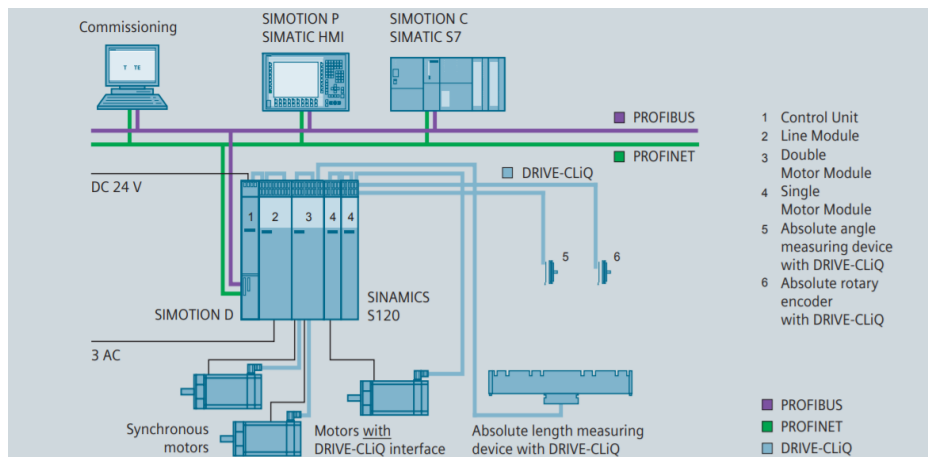 Commissioning
SIMOTION P
SIMATIC HMI
SIMOTION C
SIMATIC S7
PROFIBUS
PROFINET
DRIVE-CLiQ
DC 24 V
1
2
3
4
4
5
6
SIMOTION D
SINAMICS
S120
3 AC
Synchronous
motors
Motors with
DRIVE-CLiQ interface
Absolute length measuring
device with DRIVE-CLiQ
1 Control Unit
2 Line Module
3 Double
Motor Module
4 Single
Motor Module
5 Absolute angle
measuring device
with DRIVE-CLiQ
6 Absolute rotary
encoder
with DRIVE-CLiQ
PROFIBUS
PROFINET
DRIVE-CLiQ